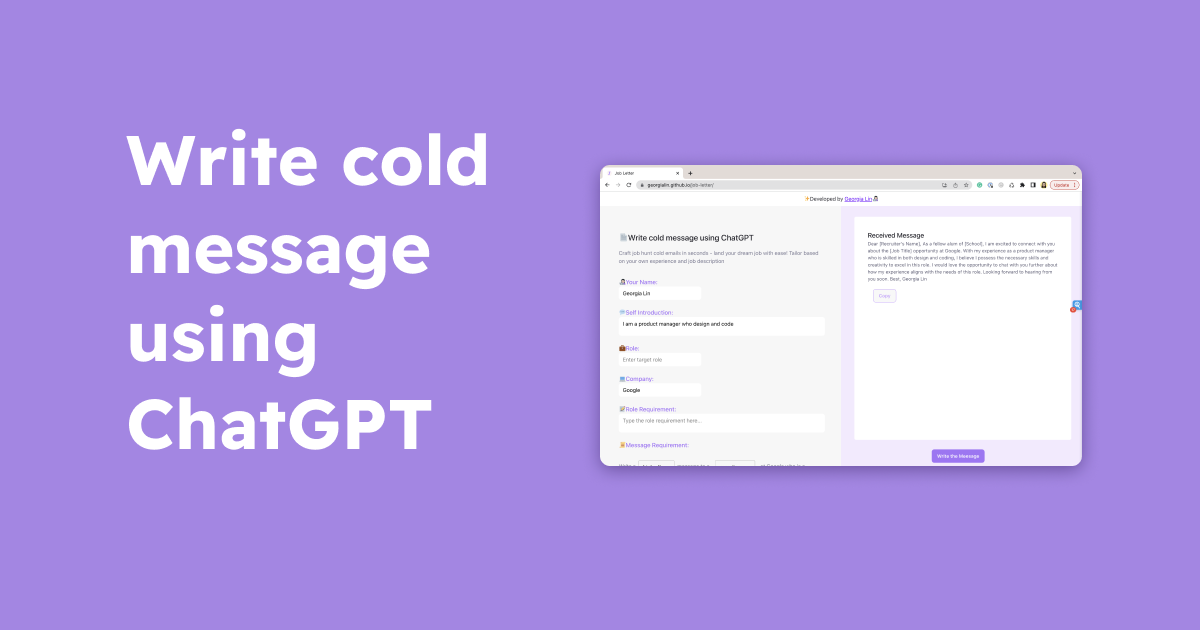 Write cold
message
using
ChatGPT
Job Letter
georgialin.github.io/job-letter/
Update
Developed by Georgia Lin
Write cold message using ChatGPT
Craft job hunt cold emails in seconds - land your dream job with ease! Tailor based
on your own experience and job description
Your Name:
Georgia Lin
Self Introduction:
I am a product manager who design and code
Role:
Enter target role
Company:
Google
Role Requirement:
Type the role requirement here...
Message Requirement:
Received Message
Dear [Recruiter's Name], As a fellow alum of [School], I am excited to connect with you
about the [Job Title] opportunity at Google. With my experience as a product manager
who is skilled in both design and coding, I believe I possess the necessary skills and
creativity to excel in this role. I would love the opportunity to chat with you further about
how my experience aligns with the needs of this role. Looking forward to hearing from
you soon. Best, Georgia Lin
Copy
Write the Message